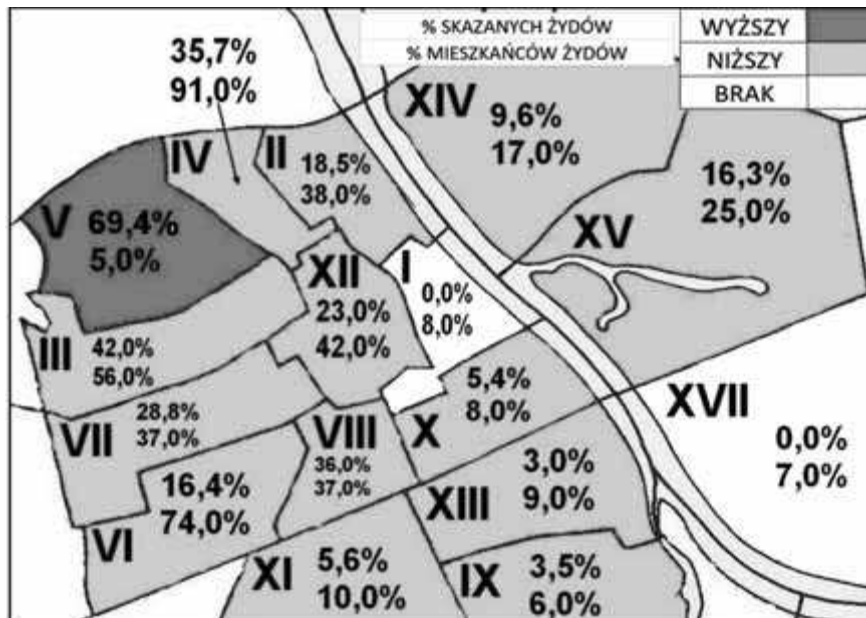 % SKAZANYCH ŻYDÓW
% MIESZKAŃCÓW ŻYDÓW
WYŻSZY
NIŻSZY
BRAK
35,7%
91,0%
XIV
9,6%
17,0%
IV
II
18,5%
38,0%
16,3%
25,0%
XV
V
69,4%
5,0%
XII
23,0%
42,0%
I
0,0%
8,0%
III
42,0%
56,0%
5,4%
8,0%
X
XVII
0,0%
7,0%
VII
28,8%
37,0%
VIII
36,0%
37,0%
3,0%
9,0%
XIII
16,4%
74,0%
VI
XI
5,6%
10,0%
IX
3,5%
6,0%